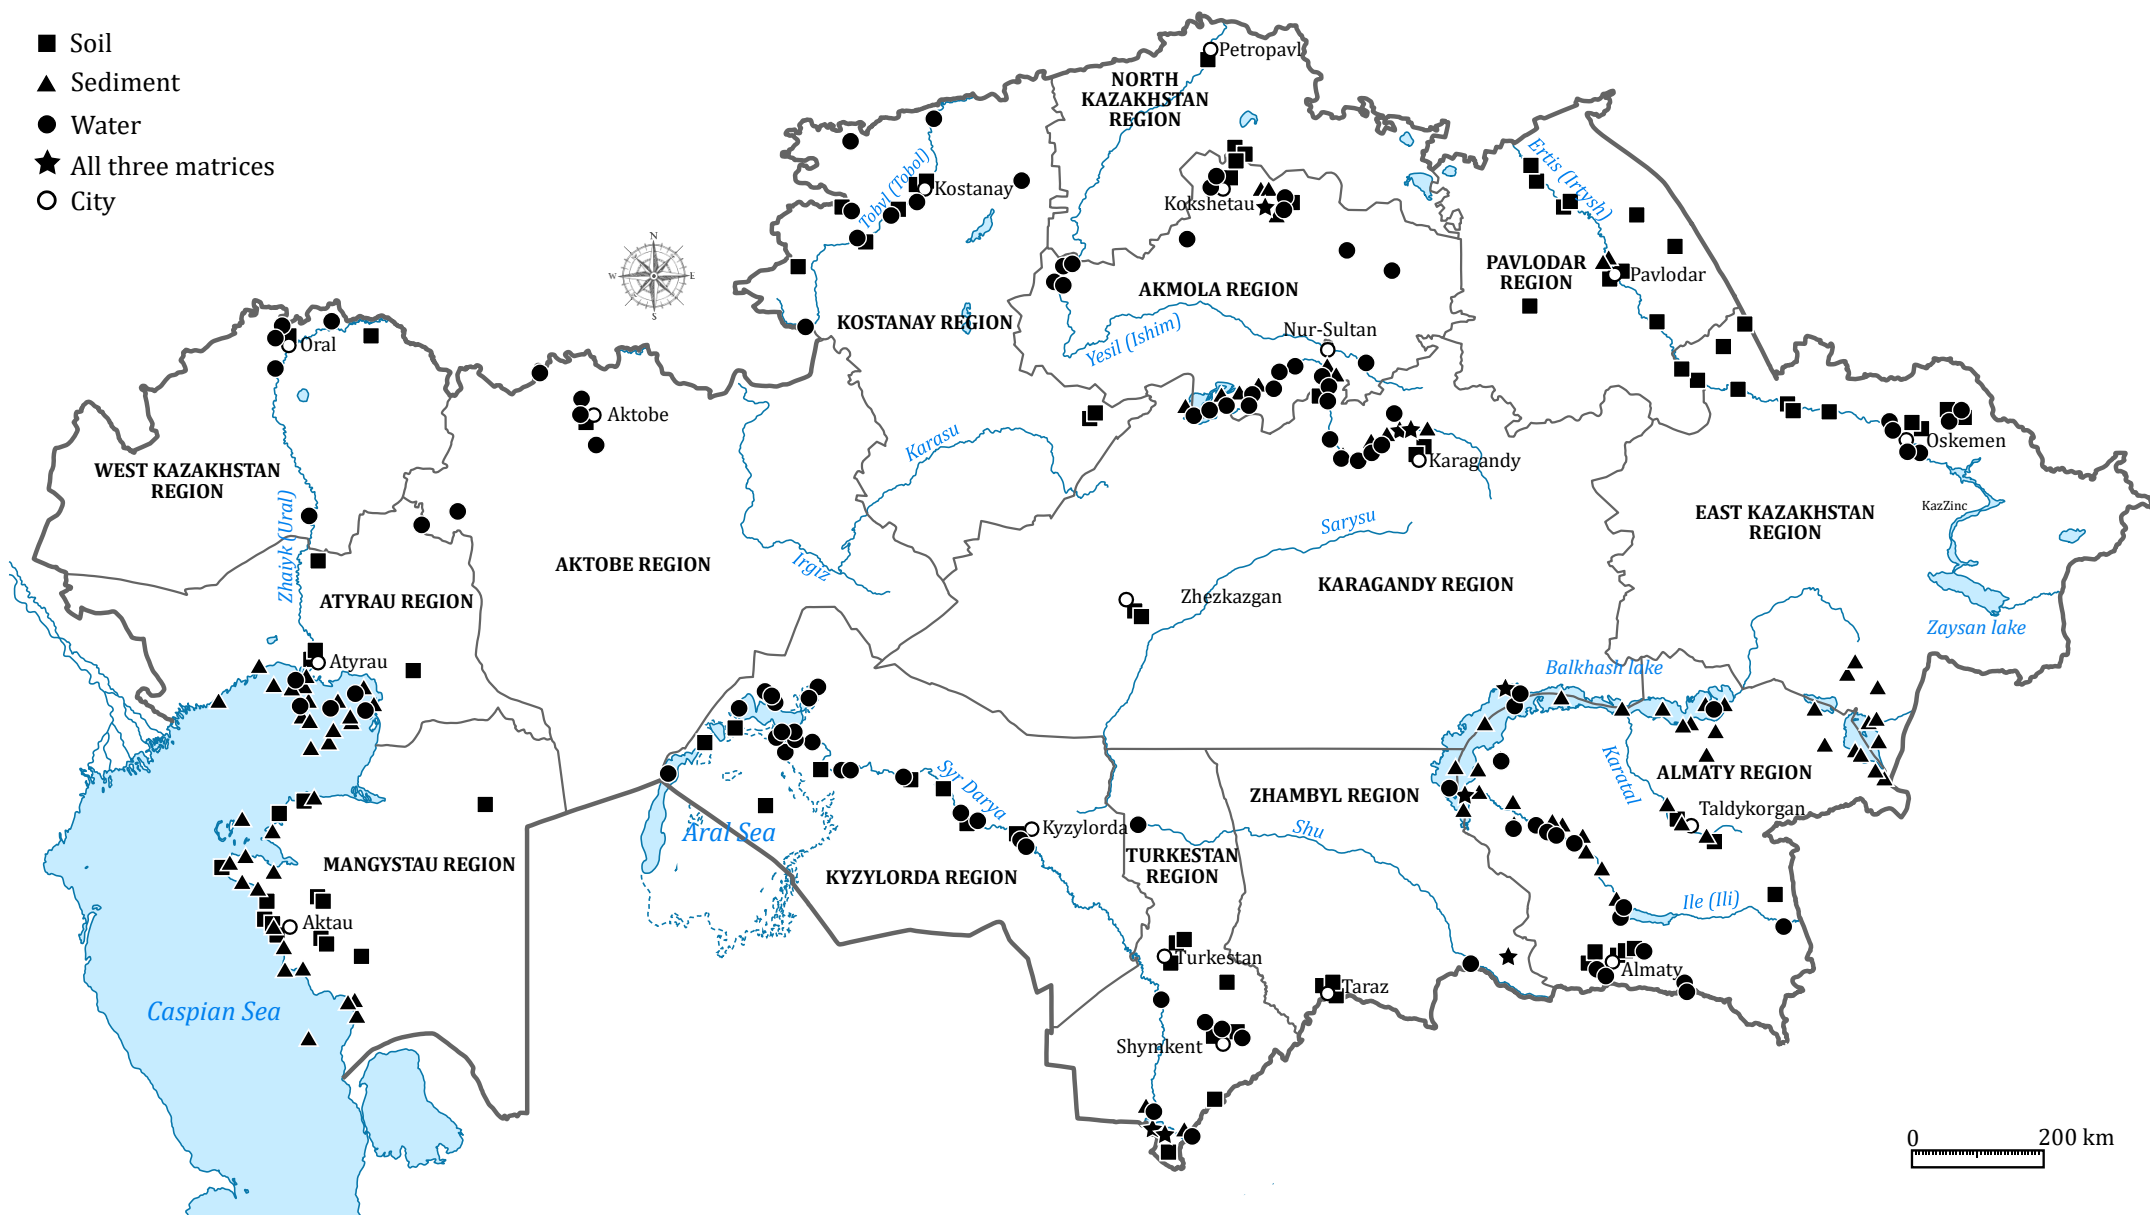 Soil
Sediment
Water
All three matrices
City
N
W
E
S
Petropavl
NORTH
KAZAKHSTAN
REGION
Tobyl (Tobol)
Kostanay
Kokshetau
Ertis (Irtysh)
PAVLODAR
REGION
Pavlodar
AKMOLA REGION
KOSTANAY REGION
Yesil (Ishim)
Nur-Sultan
Oral
Aktobe
Karasu
Karagandy
Oskemen
WEST KAZAKHSTAN
REGION
Zhaiyk (Ural)
KazZinc
EAST KAZAKHSTAN
REGION
Sarysu
AKTOBE REGION
Irgiz
KARAGANDY REGION
Zhezkazgan
ATYRAU REGION
Zaysan lake
Atyrau
Balkhash lake
Karatal
ALMATY REGION
Syr Darya
ZHAMBYL REGION
Taldykorgan
Aral Sea
Kyzylorda
Shu
TURKESTAN
REGION
MANGYSTAU REGION
KYZYLORDA REGION
Ile (Ili)
Aktau
Turkestan
Almaty
Taraz
Caspian Sea
Shymkent
0
200 km